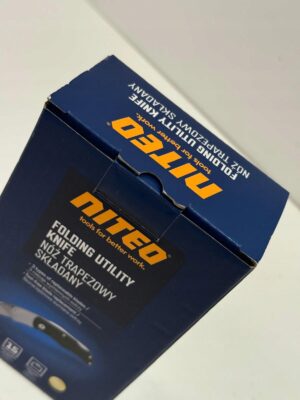 FOLDING UTILITY KNIFE
NÓŻ TRAPEZOWY SKŁADANY
tools for better work.
NITEO
NITEO
tools for better work.
FOLDING UTILITY
KNIFE
NÓŻ TRAPEZOWY
SKŁADANY
15